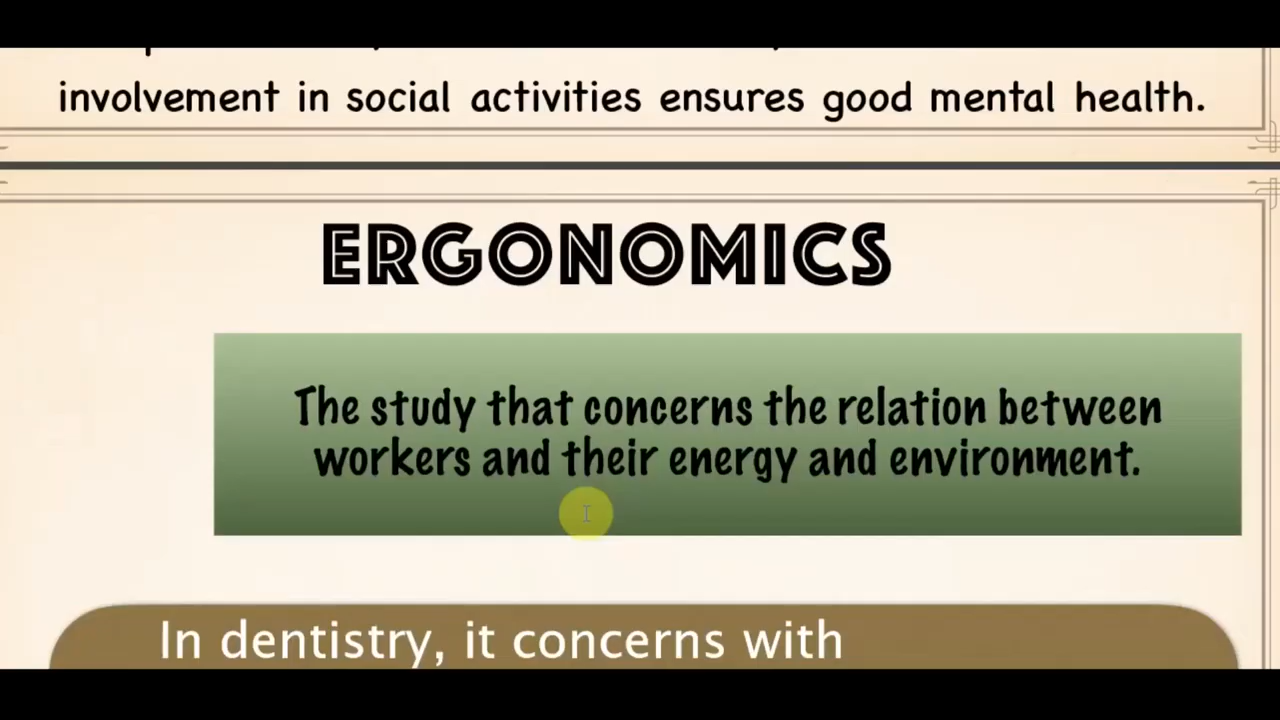 involvement in social activities ensures good mental health.
ERGONOMICS
The study that concerns the relation between
workers and their energy and environment.
In dentistry, it concerns with